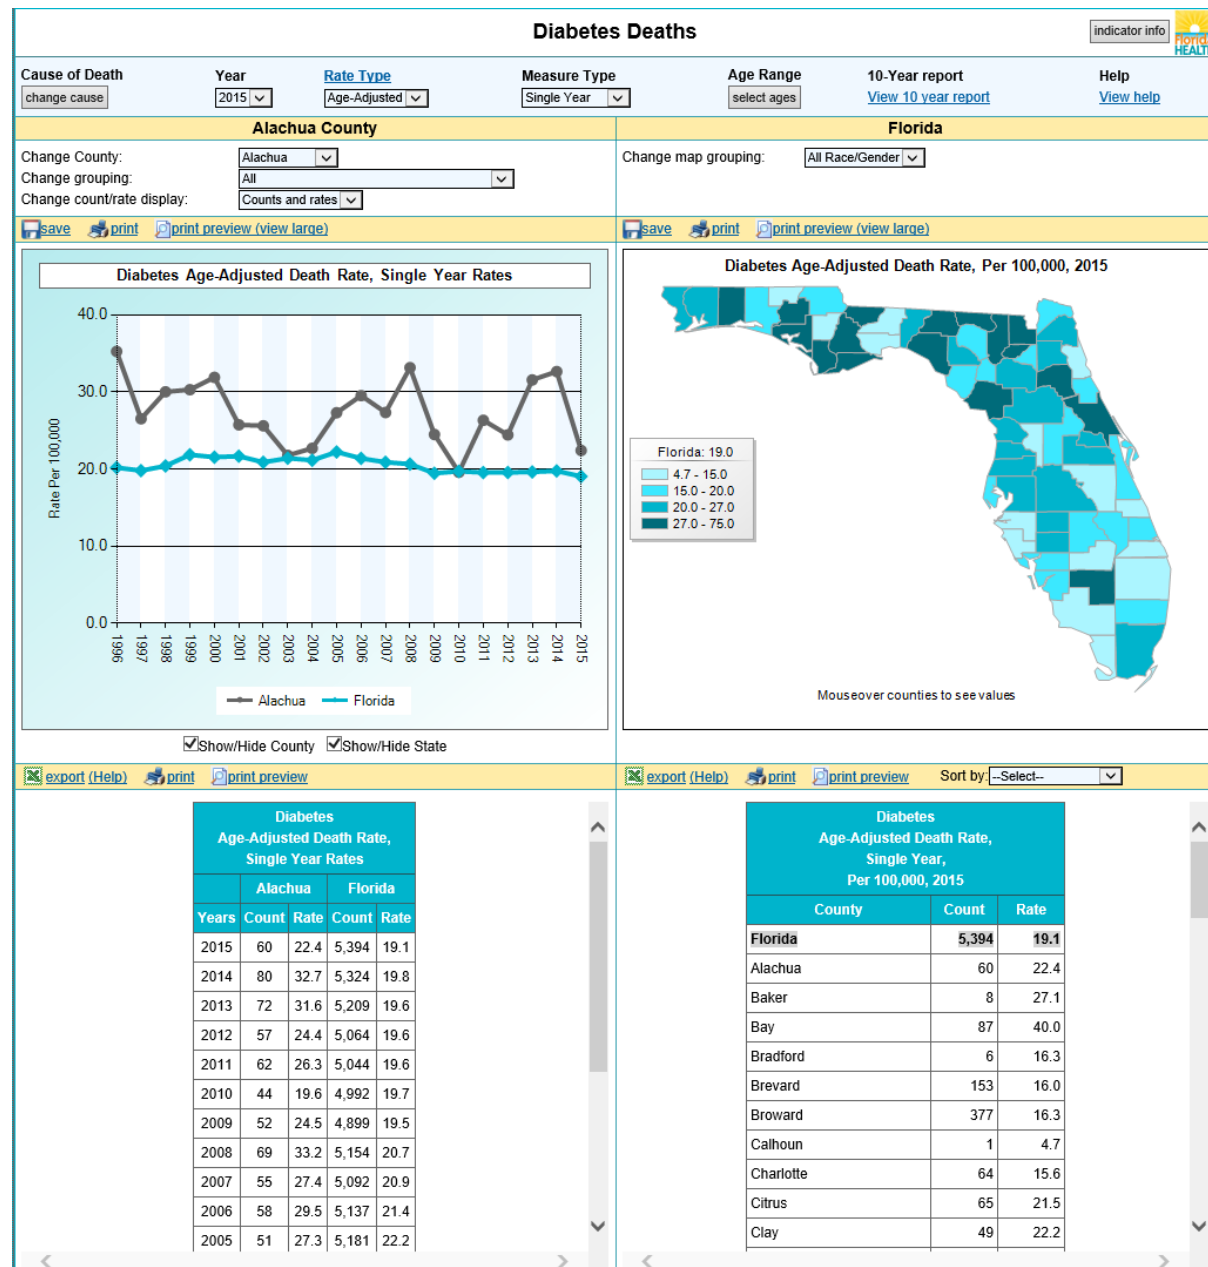 Diabetes Deaths
indicator info
Florida
HEALTH
Cause of Death Year Rate Type Measure Type Age Range 10-Year report Help
change cause 2015 Age-Adjusted Single Year select ages View 10 year report View help
Alachua County
Florida
Change County: Alachua
Change grouping: All
Change count/rate display: Counts and rates
Change map grouping: All Race/Gender
save print print preview (view large)
save print print preview (view large)
Diabetes Age-Adjusted Death Rate, Single Year Rates
40.0
30.0
20.0
10.0
0.0
Rate Per 100,000
1996 1997 1998 1999 2000 2001 2002 2003 2004 2005 2006 2007 2008 2009 2010 2011 2012 2013 2014 2015
Alachua Florida
Show/Hide County Show/Hide State
Diabetes Age-Adjusted Death Rate, Per 100,000, 2015
Florida: 19.0
4.7 - 15.0
15.0 - 20.0
20.0 - 27.0
27.0 - 75.0
Mouseover counties to see values
export (Help) print print preview
export (Help) print print preview Sort by: --Select--
Diabetes
Age-Adjusted Death Rate,
Single Year Rates
Alachua Florida
Years Count Rate Count Rate
2015 60 22.4 5,394 19.1
2014 80 32.7 5,324 19.8
2013 72 31.6 5,209 19.6
2012 57 24.4 5,064 19.6
2011 62 26.3 5,044 19.6
2010 44 19.6 4,992 19.7
2009 52 24.5 4,899 19.5
2008 69 33.2 5,154 20.7
2007 55 27.4 5,092 20.9
2006 58 29.5 5,137 21.4
2005 51 27.3 5,181 22.2
Diabetes
Age-Adjusted Death Rate,
Single Year,
Per 100,000, 2015
County Count Rate
Florida 5,394 19.1
Alachua 60 22.4
Baker 8 27.1
Bay 87 40.0
Bradford 6 16.3
Brevard 153 16.0
Broward 377 16.3
Calhoun 1 4.7
Charlotte 64 15.6
Citrus 65 21.5
Clay 49 22.2